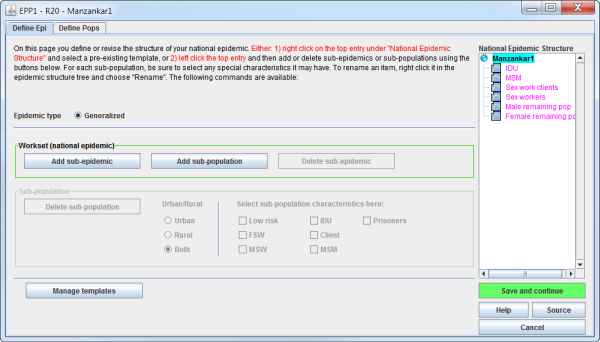 EPP1 - R20 - Manzankar1
Define Epi
Define Pops
On this page you define or revise the structure of your national epidemic. Either: 1) right click on the top entry under "National Epidemic
Structure" and select a pre-existing template, or 2) left click the top entry and then add or delete sub-epidemics or sub-populations using the
buttons below. For each sub-population, be sure to select any special characteristics it may have. To rename an item, right click it in the
epidemic structure tree and choose "Rename". The following commands are available:
Epidemic type Generalized
Workset (national epidemic)
Add sub-epidemic
Add sub-population
Delete sub-epidemic
Sub-population
Delete sub-population
Urban/Rural
Urban
Rural
Both
Select sub-population characteristics here:
Low risk
IDU
Prisoners
FSW
Client
MSW
MSM
Manage templates
National Epidemic Structure
Manzankar1
IDU
MSM
Sex work clients
Sex workers
Male remaining pop
Female remaining po
Save and continue
Help
Source
Cancel